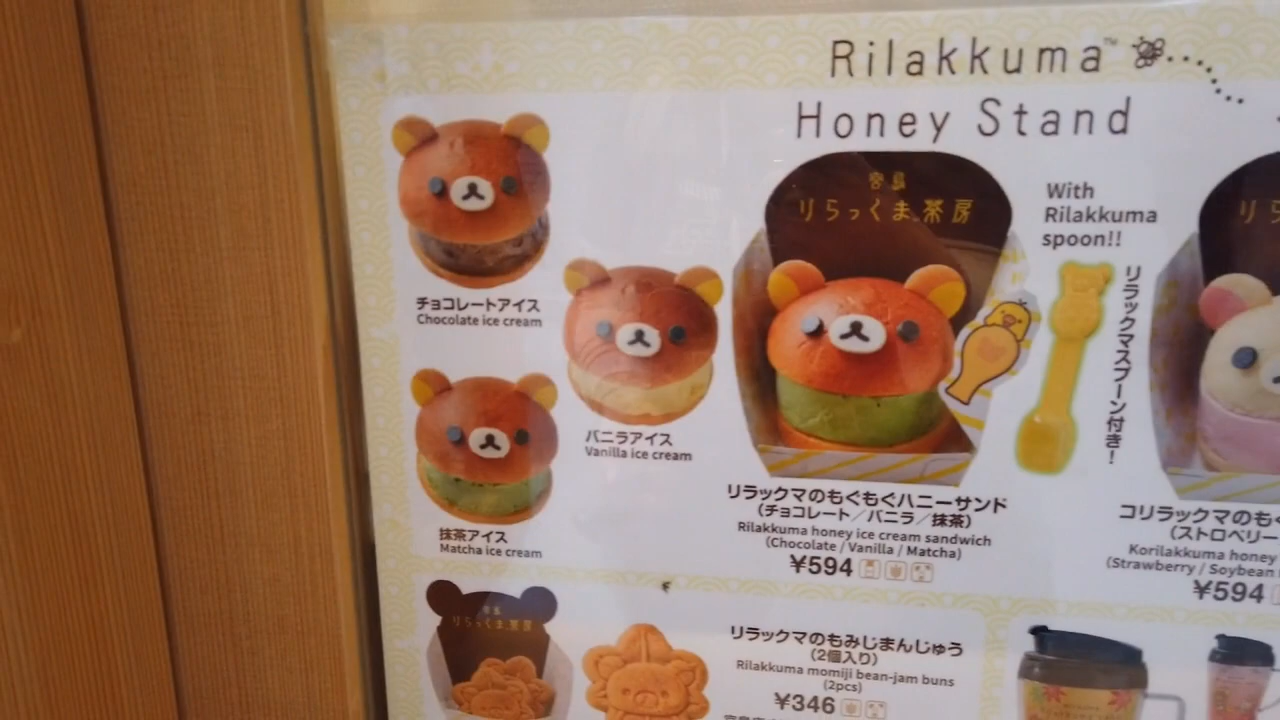 Rilakkuma™
Honey Stand
チョコレートアイス
Chocolate ice cream
バニラアイス
Vanilla ice cream
抹茶アイス
Matcha ice cream
宮島
りらっくま茶房
With
Rilakkuma
spoon!!
リラックマスプーン付き!
リラックマのもぐもぐハニーサンド
(チョコレート/バニラ/抹茶)
Rilakkuma honey ice cream sandwich
(Chocolate / Vanilla / Matcha)
¥594
りら
コリラックマのも
(ストロベリー
Korilakkuma honey
(Strawberry / Soybean
¥594
宮島
りらっくま茶房
リラックマのもみじまんじゅう
(2個入り)
Rilakkuma momiji bean-jam buns
(2pcs)
¥346